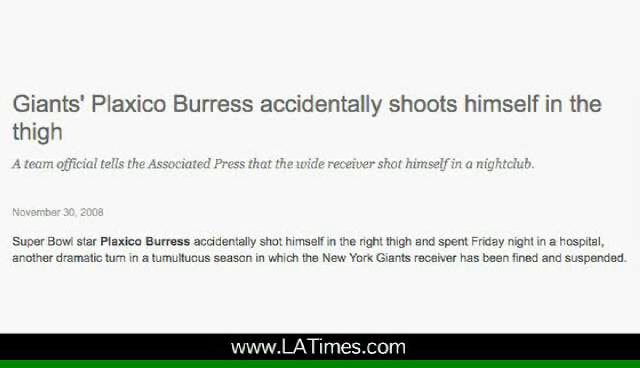 Giants' Plaxico Burress accidentally shoots himself in the
thigh
A team official tells the Associated Press that the wide receiver shot himself in a nightclub.
November 30, 2008
Super Bowl star Plaxico Burress accidentally shot himself in the right thigh and spent Friday night in a hospital,
another dramatic turn in a tumultuous season in which the New York Giants receiver has been fined and suspended.
www.LATimes.com